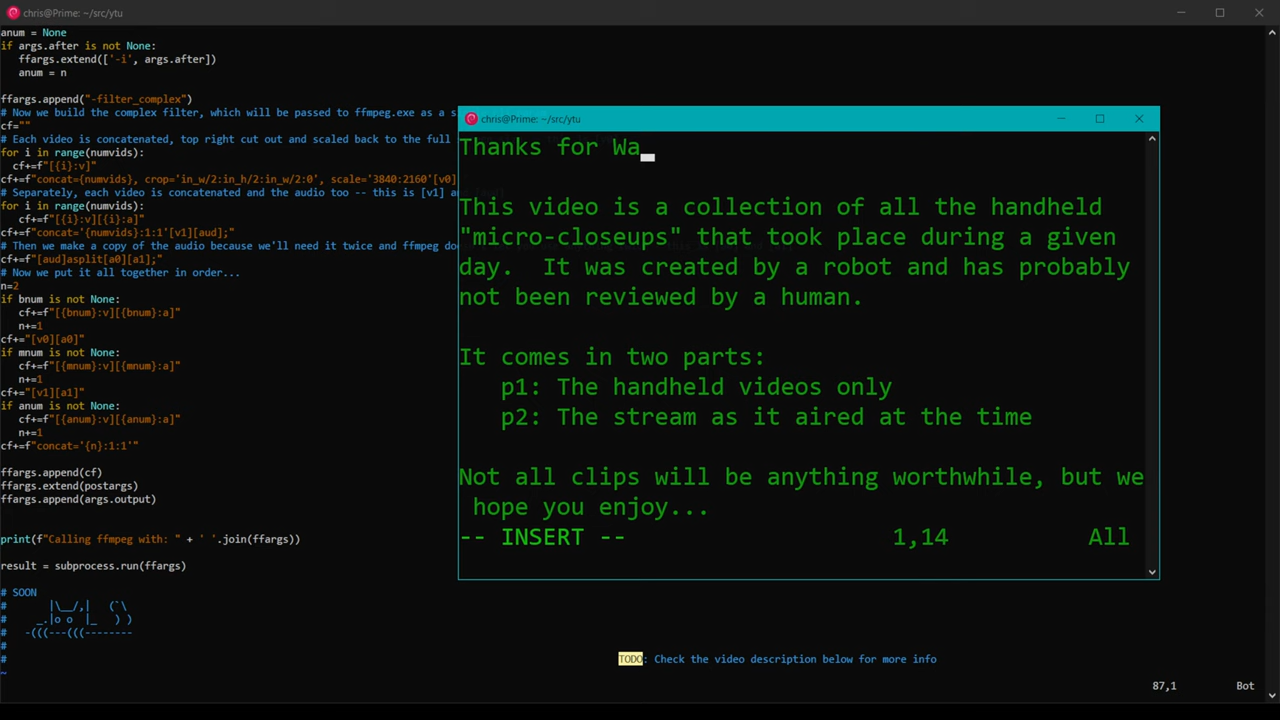 chris@Prime: ~/src/ytu
anum = None
if args.after is not None:
   ffargs.extend(['-i', args.after])
   anum = n
ffargs.append("-filter_complex")
# Now we build the complex filter, which will be passed to ffmpeg.exe as a s
cf=""
# Each video is concatenated, top right cut out and scaled back to the full
for i in range(numvids):
  cf+=f"[{i}:v]"
cf+=f"concat={numvids}, crop='in_w/2:in_h/2:in_w/2:0', scale='3840:2160'[v0]
# Separately, each video is concatenated and the audio too -- this is [v1] a
for i in range(numvids):
   cf+=f"[{i}:v][{i}:a]"
cf+=f"concat='{numvids}:1:1'[v1][aud];"
# Then we make a copy of the audio because we'll need it twice and ffmpeg do
cf+=f"[aud]asplit[a0][a1];"
# Now we put it all together in order...
n=2
if bnum is not None:
   cf+=f"[{bnum}:v][{bnum}:a]"
   n+=1
cf+="[v0][a0]"
if mnum is not None:
   cf+=f"[{mnum}:v][{mnum}:a]"
   n+=1
cf+="[v1][a1]"
if anum is not None:
   cf+=f"[{anum}:v][{anum}:a]"
   n+=1
cf+=f"concat='{n}:1:1'"
ffargs.append(cf)
ffargs.extend(postargs)
ffargs.append(args.output)
print(f"Calling ffmpeg with: " + ' '.join(ffargs))
result = subprocess.run(ffargs)
# SOON
#      |\__/,|   (`\
#    _.|o o  |_   ) )
#   -(((---(((--------
#
#
~
chris@Prime: ~/src/ytu
Thanks for Wa
This video is a collection of all the handheld
"micro-closeups" that took place during a given
day.  It was created by a robot and has probably
not been reviewed by a human.
It comes in two parts:
   p1: The handheld videos only
   p2: The stream as it aired at the time
Not all clips will be anything worthwhile, but we
 hope you enjoy...
-- INSERT -- 1,14 All
TODO: Check the video description below for more info
87,1 Bot